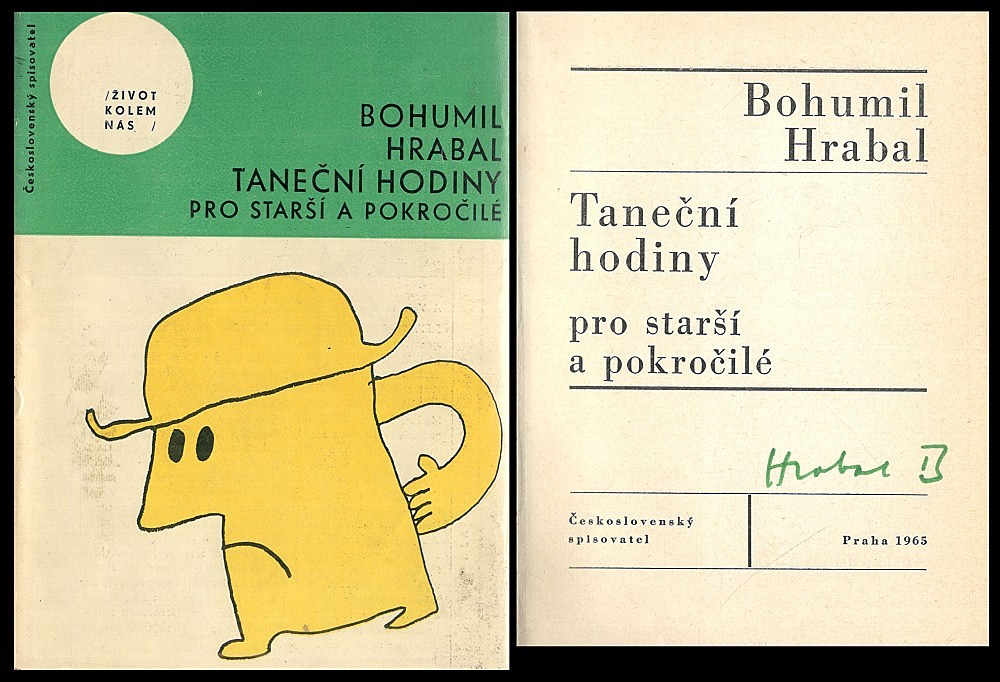 Československý spisovatel
/ŽIVOT
KOLEM
NÁS /
BOHUMIL
HRABAL
TANEČNÍ HODINY
PRO STARŠÍ A POKROČILÉ
Bohumil
Hrabal
Taneční
hodiny
pro starší
a pokročilé
Hrabal B
Československý
spisovatel
Praha 1965